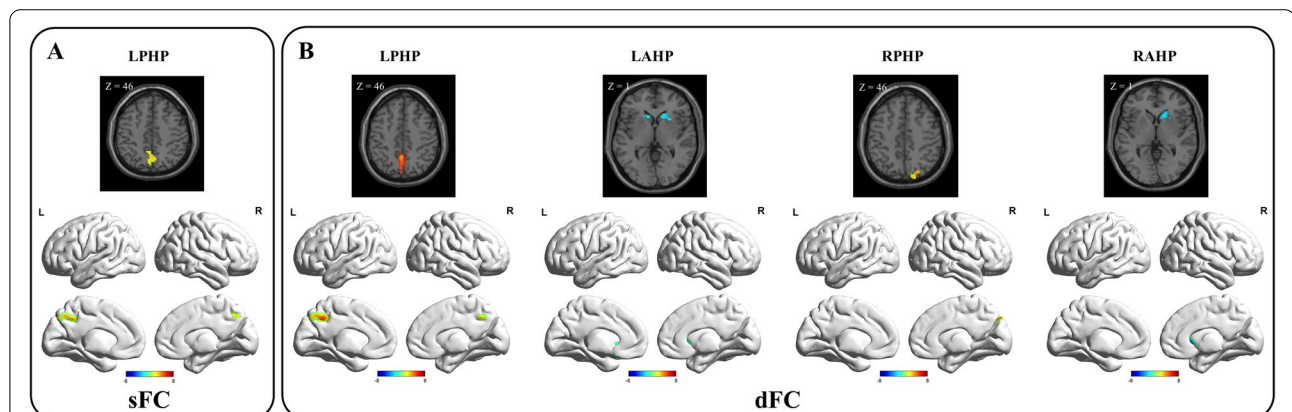 A
LPHP
Z = 46
L
R
-8
8
sFC
B
LPHP
LAHP
RPHP
RAHP
Z = 46
Z = 1
Z = 46
Z = 1
L
R
L
R
L
R
L
R
-8
8
-8
8
-8
8
-8
8
dFC